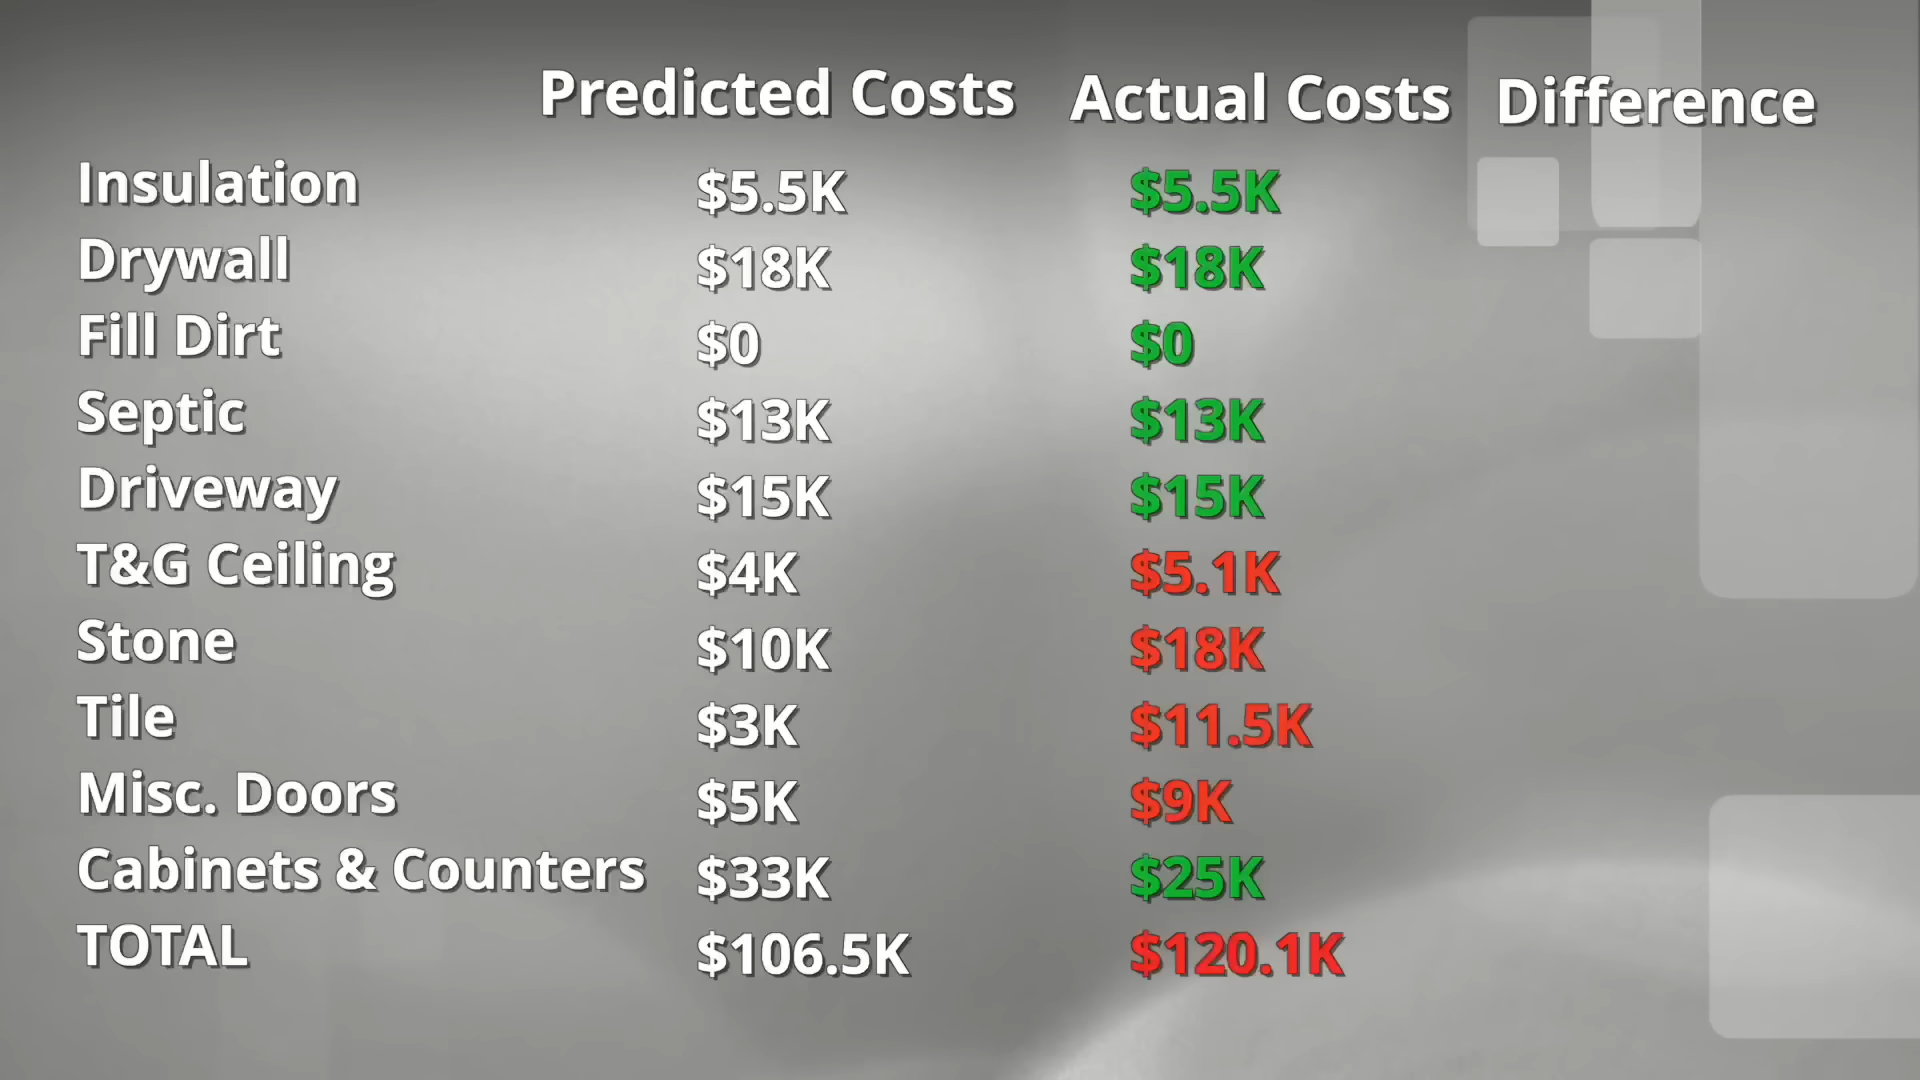 Predicted Costs Actual Costs Difference
Insulation $5.5K $5.5K
Drywall $18K $18K
Fill Dirt $0 $0
Septic $13K $13K
Driveway $15K $15K
T&G Ceiling $4K $5.1K
Stone $10K $18K
Tile $3K $11.5K
Misc. Doors $5K $9K
Cabinets & Counters $33K $25K
TOTAL $106.5K $120.1K